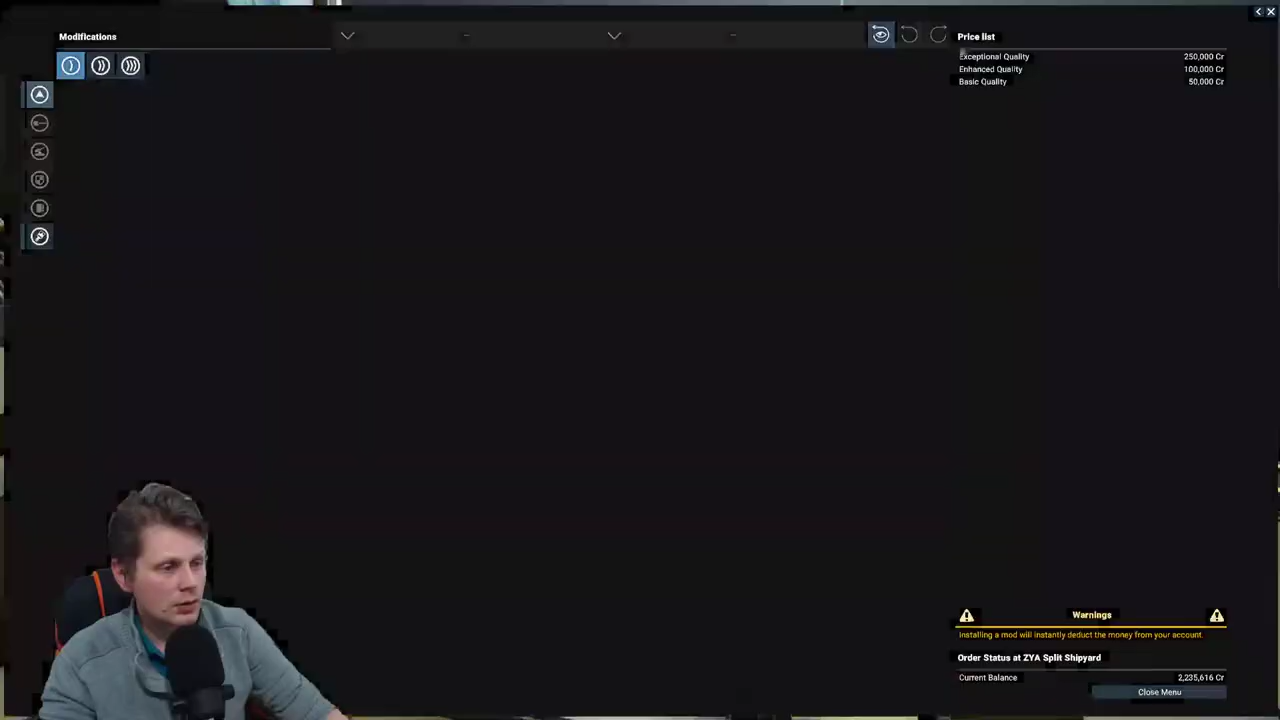 Modifications
Price list
Exceptional Quality 250,000 Cr
Enhanced Quality 100,000 Cr
Basic Quality 50,000 Cr
Warnings
Installing a mod will instantly deduct the money from your account.
Order Status at ZYA Split Shipyard
Current Balance 2,235,616 Cr
Close Menu